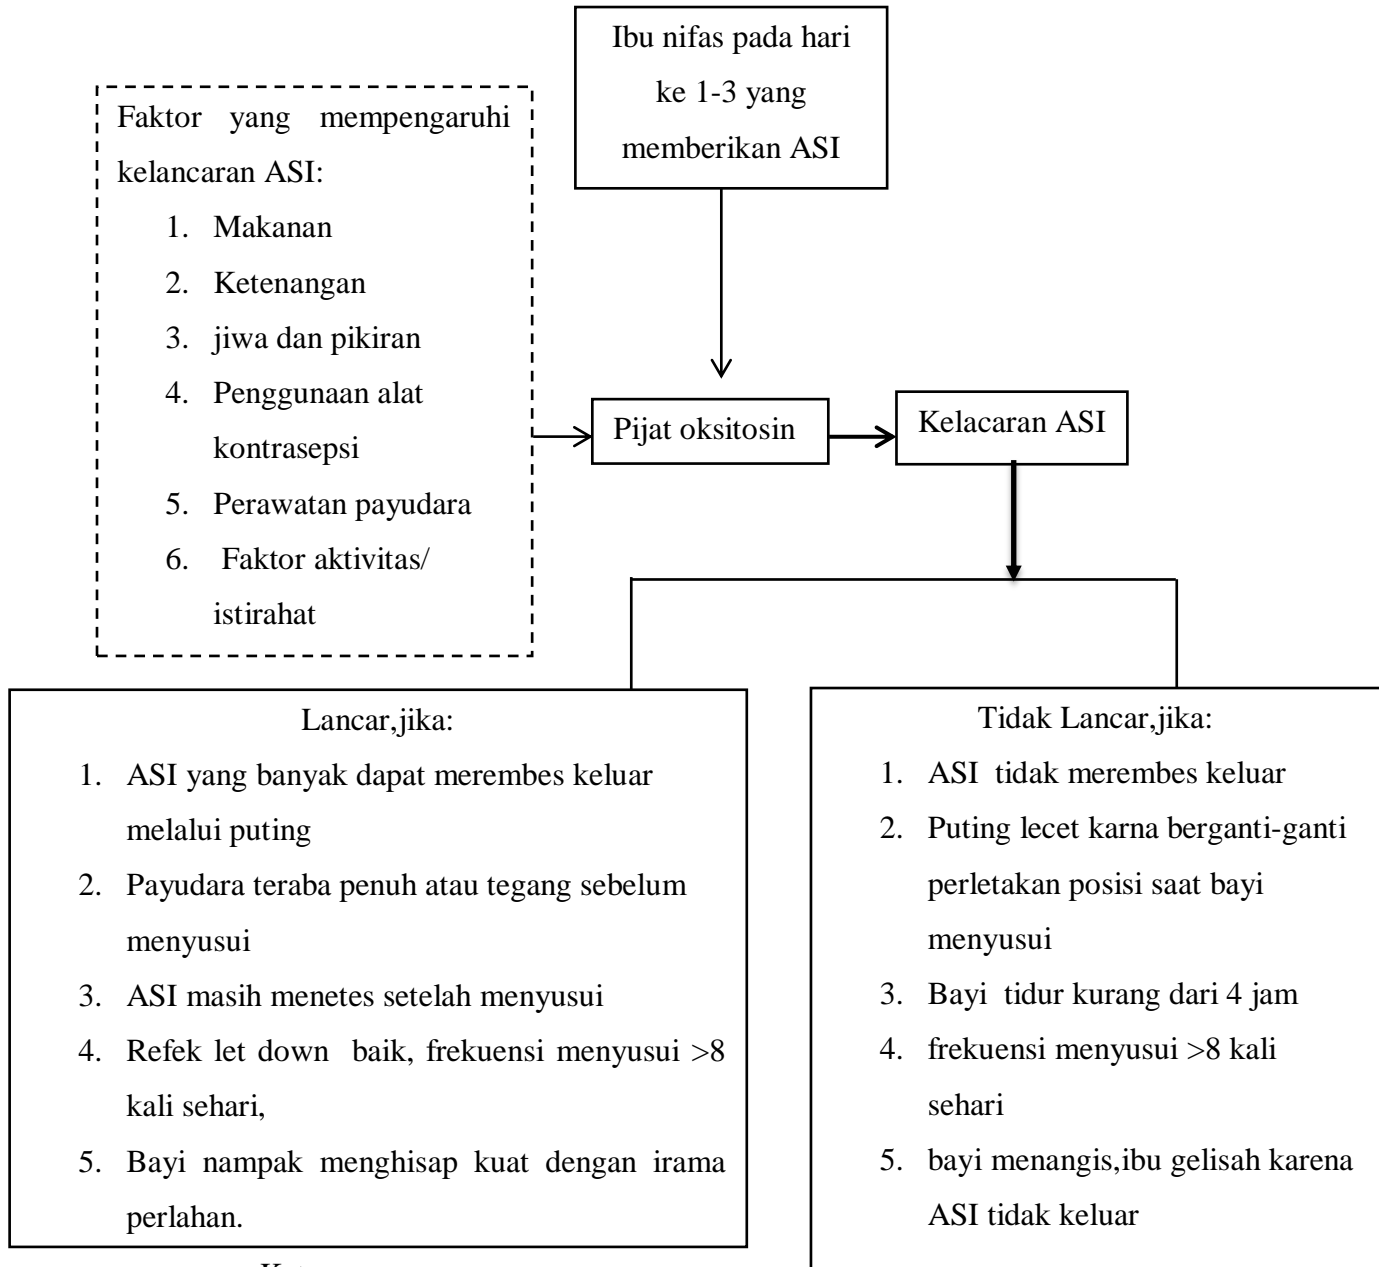 Ibu nifas pada hari
ke 1-3 yang
memberikan ASI
Faktor yang mempengaruhi
kelancaran ASI:
1. Makanan
2. Ketenangan
3. jiwa dan pikiran
4. Penggunaan alat
kontrasepsi
5. Perawatan payudara
6. Faktor aktivitas/
istirahat
Pijat oksitosin
Kelacaran ASI
Lancar,jika:
1. ASI yang banyak dapat merembes keluar
melalui puting
2. Payudara teraba penuh atau tegang sebelum
menyusui
3. ASI masih menetes setelah menyusui
4. Refek let down baik, frekuensi menyusui >8
kali sehari,
5. Bayi nampak menghisap kuat dengan irama
perlahan.
Tidak Lancar,jika:
1. ASI tidak merembes keluar
2. Puting lecet karna berganti-ganti
perletakan posisi saat bayi
menyusui
3. Bayi tidur kurang dari 4 jam
4. frekuensi menyusui >8 kali
sehari
5. bayi menangis,ibu gelisah karena
ASI tidak keluar